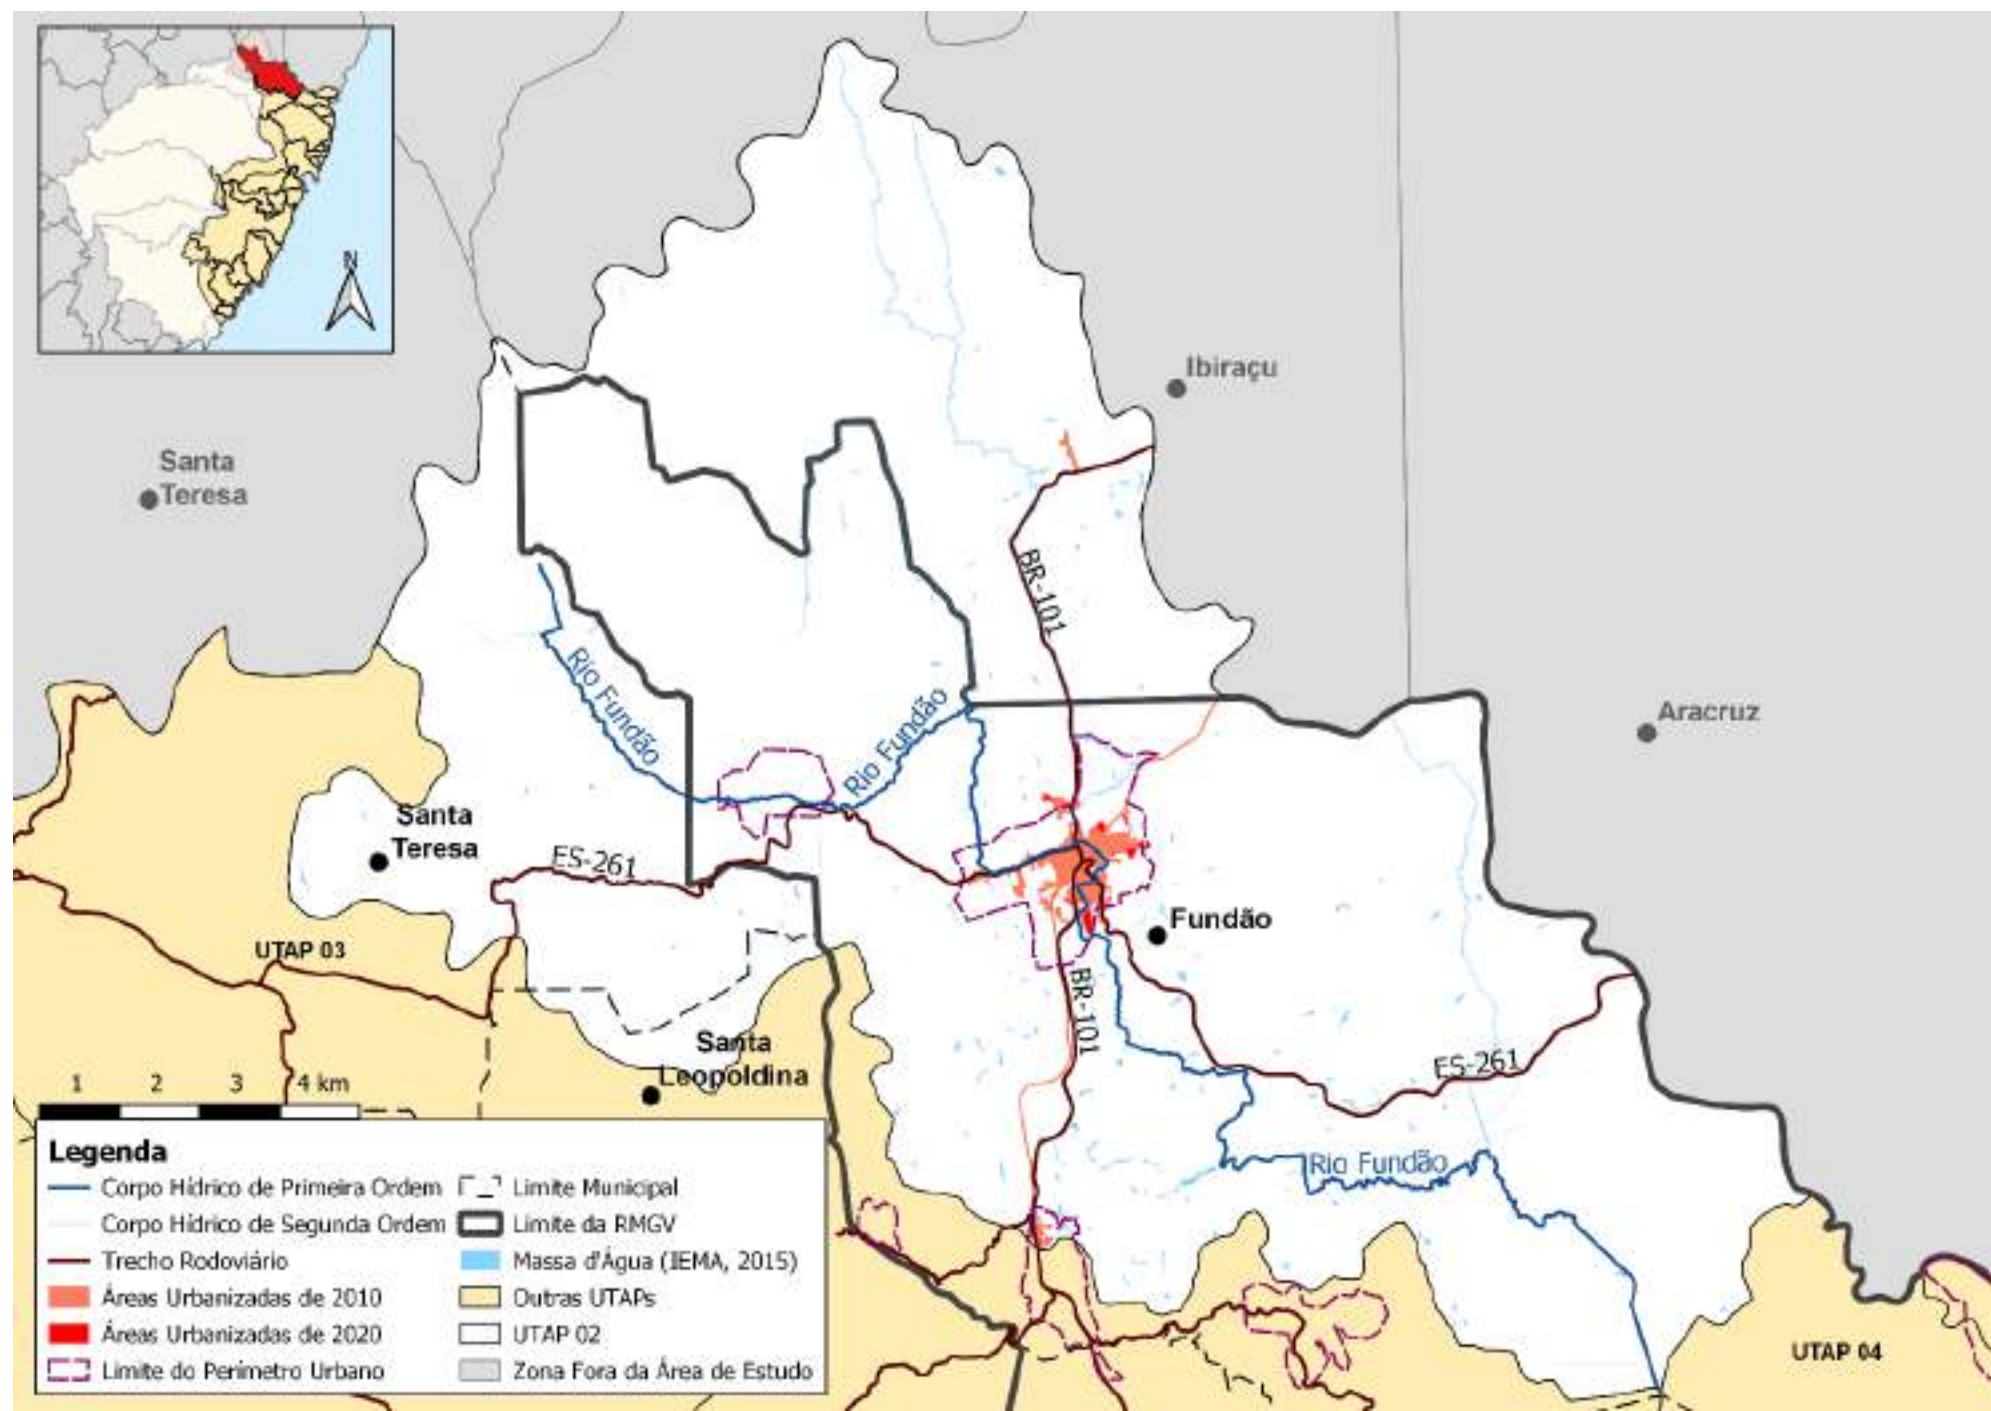 N
Ibiraçu
Santa
Teresa
BR-101
Rio Fundão
Rio Fundão
Aracruz
Santa
Teresa
ES-261
Fundão
UTAP 03
BR-101
Santa
Leopoldina
ES-261
1 2 3 4 km
Rio Fundão
UTAP 04
Legenda
Corpo Hídrico de Primeira Ordem
Corpo Hídrico de Segunda Ordem
Trecho Rodoviário
Áreas Urbanizadas de 2010
Áreas Urbanizadas de 2020
Limite do Perímetro Urbano
Limite Municipal
Limite da RMGV
Massa d'Água (IEMA, 2015)
Outras UTAPs
UTAP 02
Zona Fora da Área de Estudo